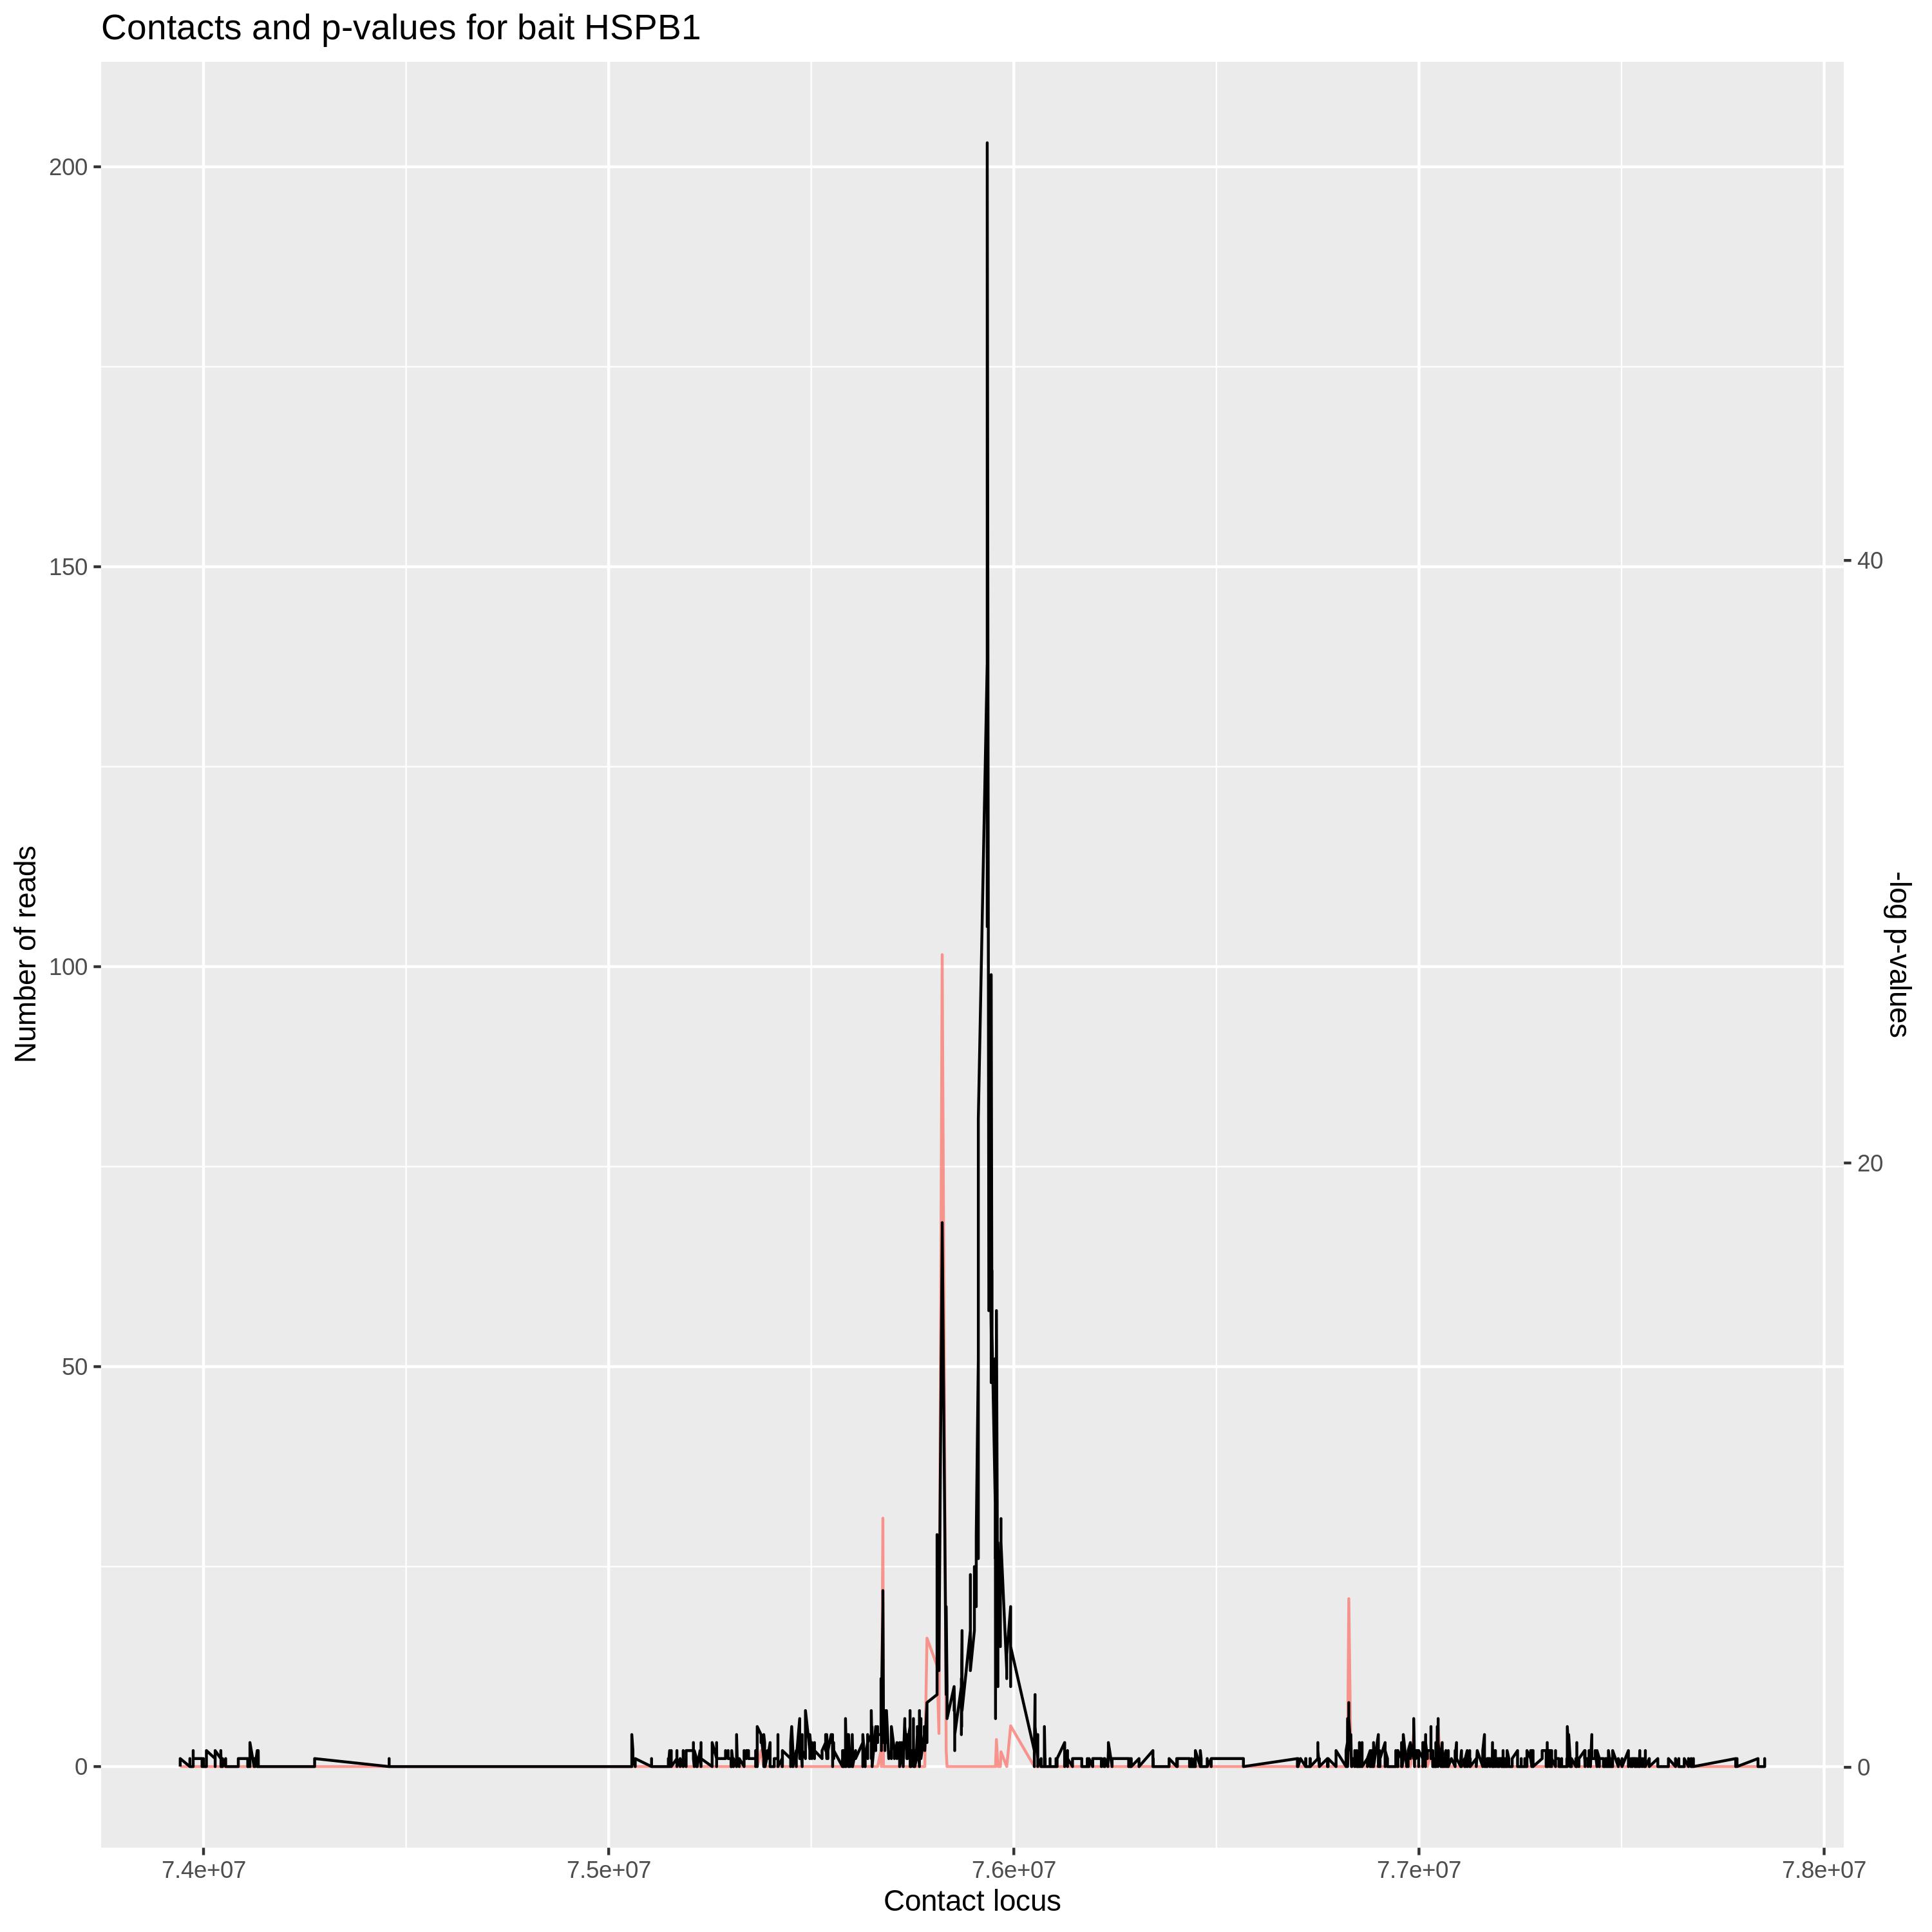 Contacts and p-values for bait HSPB1
200
150
100
50
0
Number of reads
40
20
0
-log p-values
7.4e+07
7.5e+07
7.6e+07
7.7e+07
7.8e+07
Contact locus